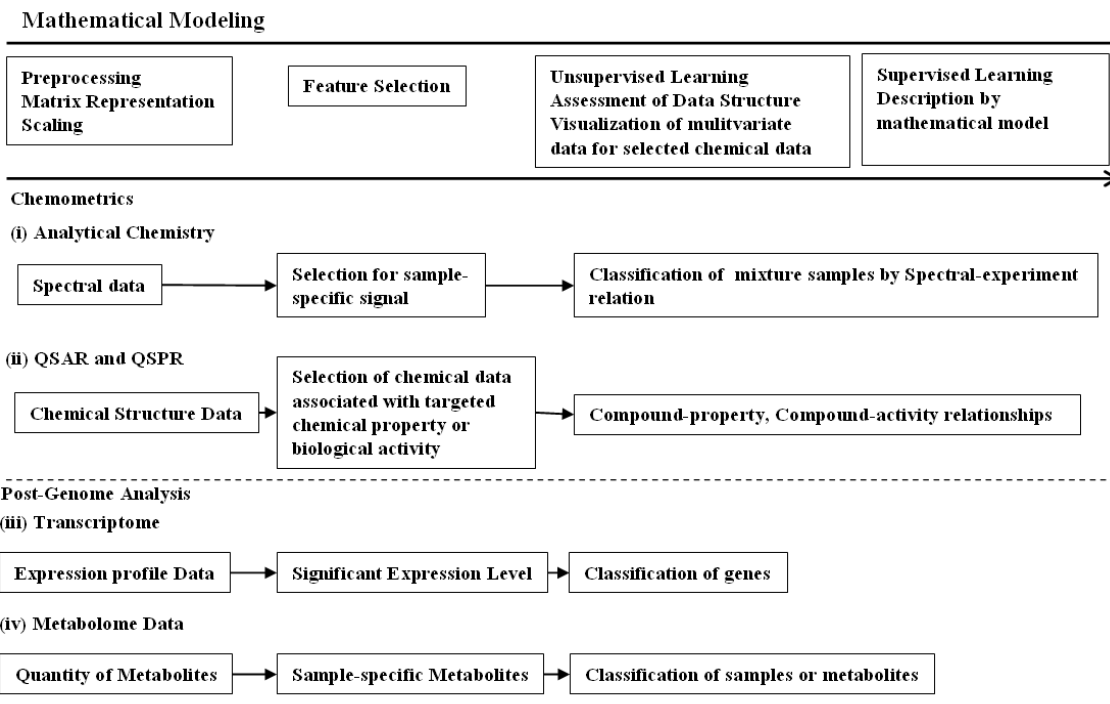 Mathematical Modeling
Preprocessing
Matrix Representation
Scaling
Feature Selection
Unsupervised Learning
Assessment of Data Structure
Visualization of mulitvariate
data for selected chemical data
Supervised Learning
Description by
mathematical model
Chemometrics
(i) Analytical Chemistry
Spectral data
Selection for sample-
specific signal
Classification of mixture samples by Spectral-experiment
relation
(ii) QSAR and QSPR
Chemical Structure Data
Selection of chemical data
associated with targeted
chemical property or
biological activity
Compound-property, Compound-activity relationships
Post-Genome Analysis
(iii) Transcriptome
Expression profile Data
Significant Expression Level
Classification of genes
(iv) Metabolome Data
Quantity of Metabolites
Sample-specific Metabolites
Classification of samples or metabolites